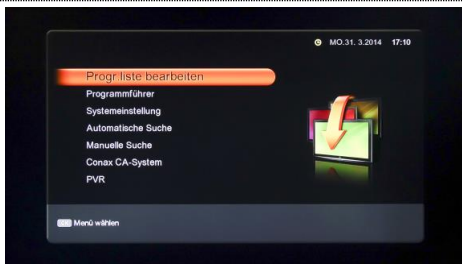 MO.31. 3.2014 17:10
Progr.liste bearbeiten
Programmführer
Systemeinstellung
Automatische Suche
Manuelle Suche
Conax CA-System
PVR
OK Menü wählen